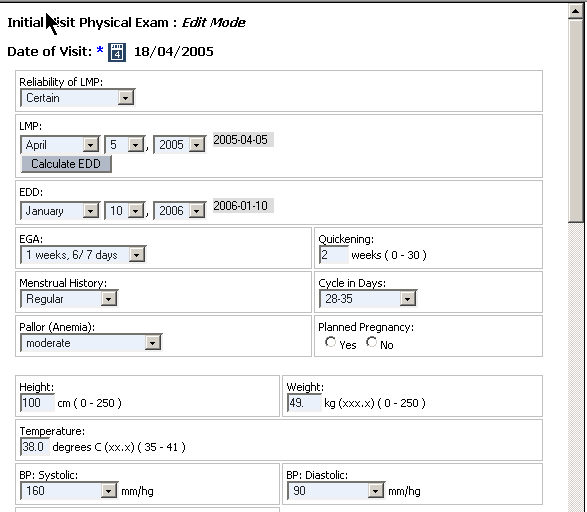 Initial Visit Physical Exam : Edit Mode
Date of Visit: * 4 18/04/2005
Reliability of LMP:
Certain
LMP:
April 5 , 2005 2005-04-05
Calculate EDD
EDD:
January 10 , 2006 2006-01-10
EGA: Quickening:
1 weeks, 6/ 7 days 2 weeks ( 0 - 30 )
Menstrual History: Cycle in Days:
Regular 28-35
Pallor (Anemia): Planned Pregnancy:
moderate Yes No
Height: Weight:
100 cm ( 0 - 250 ) 49. kg (xxx.x) ( 0 - 250 )
Temperature:
38.0 degrees C (xx.x) ( 35 - 41 )
BP: Systolic: BP: Diastolic:
160 mm/hg 90 mm/hg